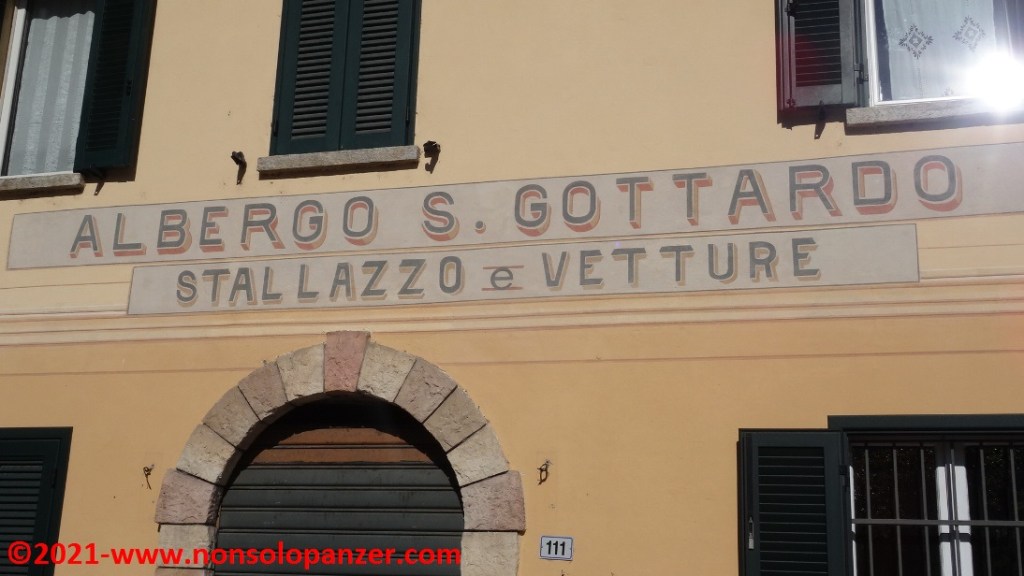 ALBERGO S. GOTTARDO
STALLAZZO e VETTURE
111
©2021-www.nonsolopanzer.com